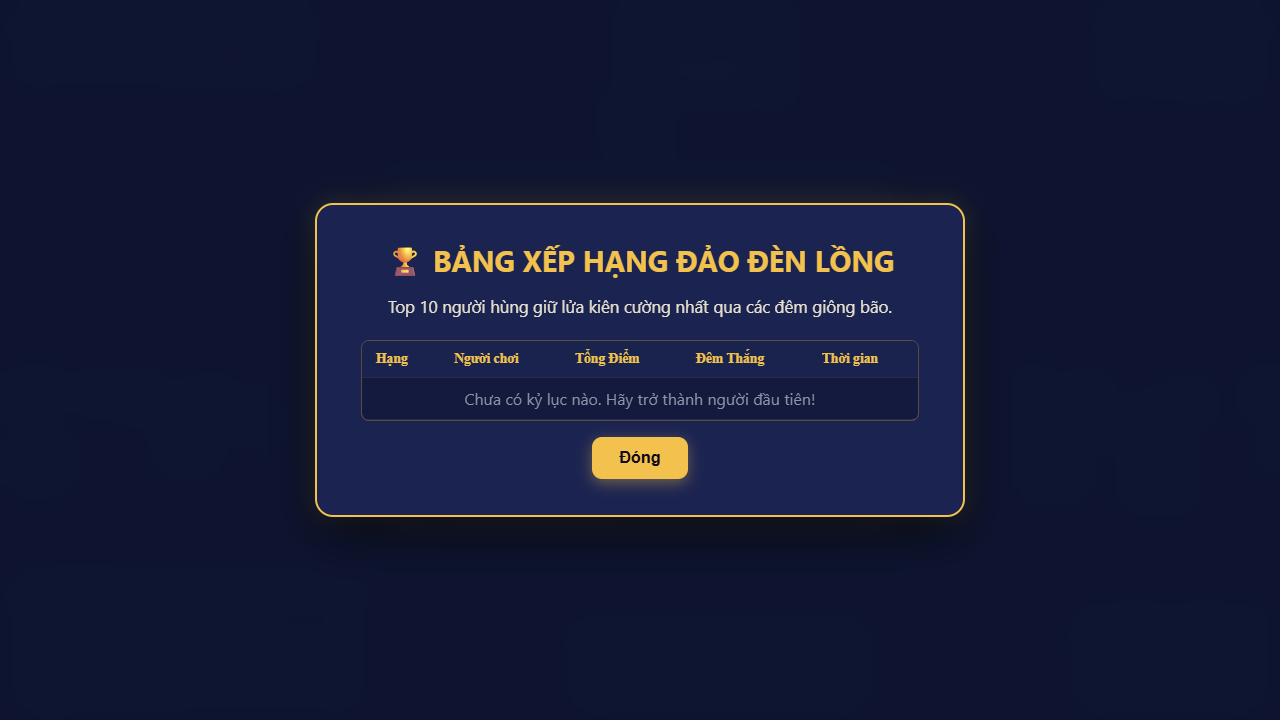 🏆 BẢNG XẾP HẠNG ĐẢO ĐÈN LỒNG
Top 10 người hùng giữ lửa kiên cường nhất qua các đêm giông bão.
Hạng Người chơi Tổng Điểm Đêm Thắng Thời gian
Chưa có kỷ lục nào. Hãy trở thành người đầu tiên!
Đóng